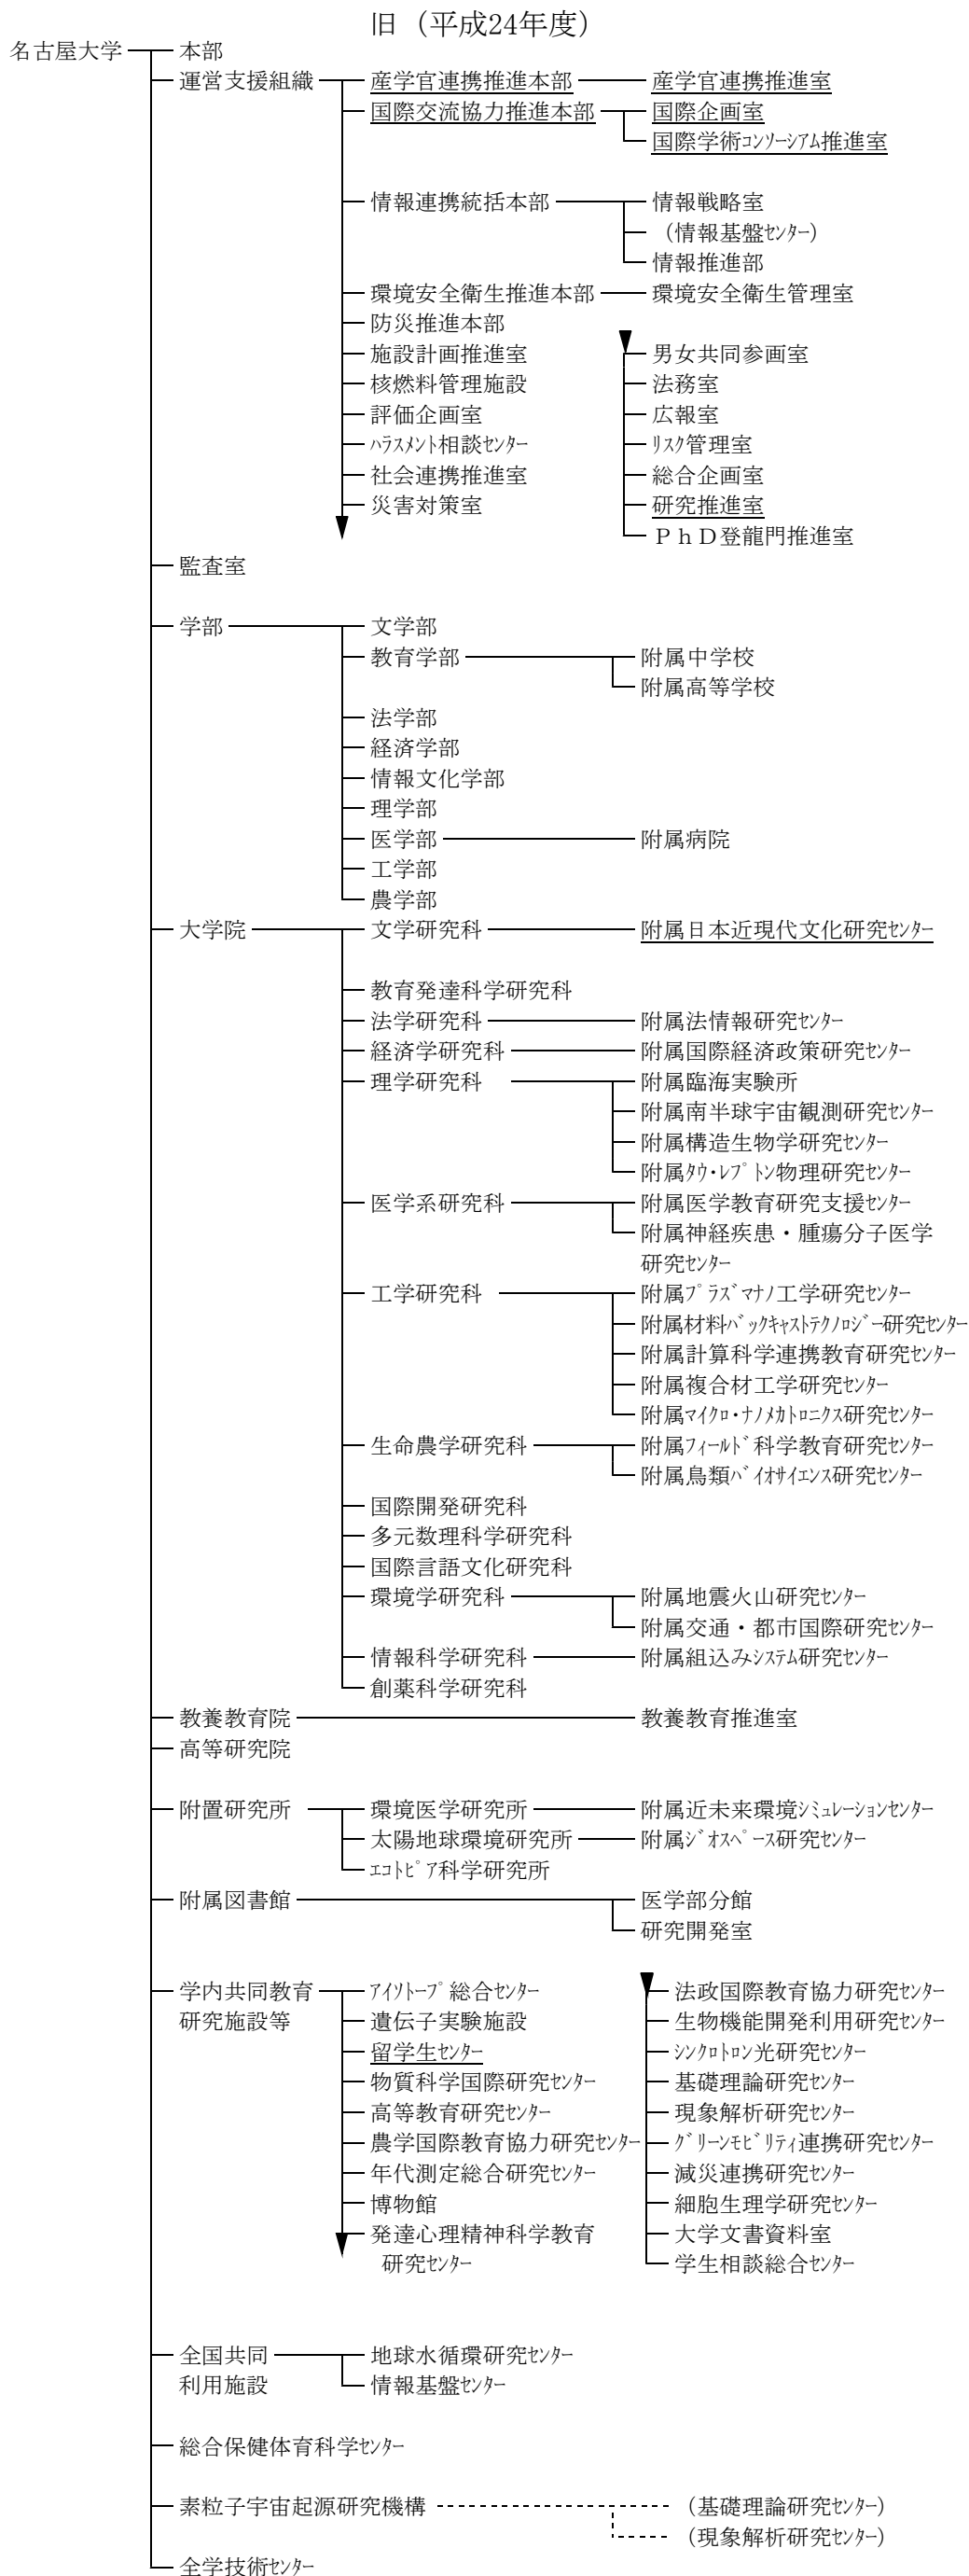 旧（平成24年度）
名古屋大学
本部
運営支援組織
産学官連携推進本部
産学官連携推進室
国際交流協力推進本部
国際企画室
国際学術ｺﾝｿｰｼｱﾑ推進室
情報連携統括本部
情報戦略室
（情報基盤ｾﾝﾀｰ）
情報推進部
環境安全衛生推進本部
環境安全衛生管理室
防災推進本部
施設計画推進室
核燃料管理施設
評価企画室
ﾊﾗｽﾒﾝﾄ相談ｾﾝﾀｰ
社会連携推進室
災害対策室
男女共同参画室
法務室
広報室
ﾘｽｸ管理室
総合企画室
研究推進室
ＰｈＤ登龍門推進室
監査室
学部
文学部
教育学部
附属中学校
附属高等学校
法学部
経済学部
情報文化学部
理学部
医学部
附属病院
工学部
農学部
大学院
文学研究科
附属日本近現代文化研究ｾﾝﾀｰ
教育発達科学研究科
法学研究科
附属法情報研究ｾﾝﾀｰ
経済学研究科
附属国際経済政策研究ｾﾝﾀｰ
理学研究科
附属臨海実験所
附属南半球宇宙観測研究ｾﾝﾀｰ
附属構造生物学研究ｾﾝﾀｰ
附属ﾀｳ･ﾚﾌﾟﾄﾝ物理研究ｾﾝﾀｰ
医学系研究科
附属医学教育研究支援ｾﾝﾀｰ
附属神経疾患・腫瘍分子医学
研究ｾﾝﾀｰ
工学研究科
附属ﾌﾟﾗｽﾞﾏﾅﾉ工学研究ｾﾝﾀｰ
附属材料ﾊﾞｯｸｷｬｽﾄﾃｸﾉﾛｼﾞｰ研究ｾﾝﾀｰ
附属計算科学連携教育研究ｾﾝﾀｰ
附属複合材工学研究ｾﾝﾀｰ
附属ﾏｲｸﾛ･ﾅﾉﾒｶﾄﾛﾆｸｽ研究ｾﾝﾀｰ
生命農学研究科
附属ﾌｨｰﾙﾄﾞ科学教育研究ｾﾝﾀｰ
附属鳥類ﾊﾞｲｵｻｲｴﾝｽ研究ｾﾝﾀｰ
国際開発研究科
多元数理科学研究科
国際言語文化研究科
環境学研究科
附属地震火山研究ｾﾝﾀｰ
附属交通・都市国際研究ｾﾝﾀｰ
情報科学研究科
附属組込みｼｽﾃﾑ研究ｾﾝﾀｰ
創薬科学研究科
教養教育院
教養教育推進室
高等研究院
附置研究所
環境医学研究所
附属近未来環境ｼﾐｭﾚｰｼｮﾝｾﾝﾀｰ
太陽地球環境研究所
附属ｼﾞｵｽﾍﾟｰｽ研究ｾﾝﾀｰ
ｴｺﾄﾋﾟｱ科学研究所
附属図書館
医学部分館
研究開発室
学内共同教育
研究施設等
ｱｲｿﾄｰﾌﾟ総合ｾﾝﾀｰ
遺伝子実験施設
留学生ｾﾝﾀｰ
物質科学国際研究ｾﾝﾀｰ
高等教育研究ｾﾝﾀｰ
農学国際教育協力研究ｾﾝﾀｰ
年代測定総合研究ｾﾝﾀｰ
博物館
発達心理精神科学教育
研究ｾﾝﾀｰ
法政国際教育協力研究ｾﾝﾀｰ
生物機能開発利用研究ｾﾝﾀｰ
ｼﾝｸﾛﾄﾛﾝ光研究ｾﾝﾀｰ
基礎理論研究ｾﾝﾀｰ
現象解析研究ｾﾝﾀｰ
ｸﾞﾘｰﾝﾓﾋﾞﾘﾃｨ連携研究ｾﾝﾀｰ
減災連携研究ｾﾝﾀｰ
細胞生理学研究ｾﾝﾀｰ
大学文書資料室
学生相談総合ｾﾝﾀｰ
全国共同
利用施設
地球水循環研究ｾﾝﾀｰ
情報基盤ｾﾝﾀｰ
総合保健体育科学ｾﾝﾀｰ
素粒子宇宙起源研究機構
（基礎理論研究ｾﾝﾀｰ）
（現象解析研究ｾﾝﾀｰ）
全学技術ｾﾝﾀｰ